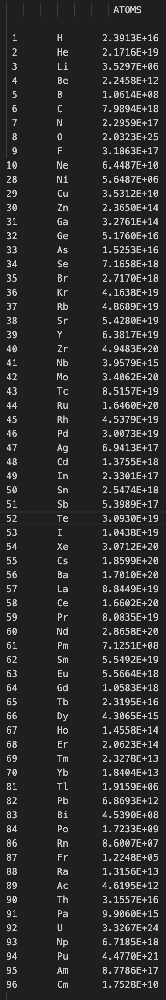 ATOMS
1 H 2.3913E+16
2 He 2.1716E+19
3 Li 3.5297E+06
4 Be 2.2458E+12
5 B 1.0614E+08
6 C 7.9894E+18
7 N 2.2959E+17
8 O 2.0323E+25
9 F 3.1863E+17
10 Ne 6.4487E+10
28 Ni 5.6487E+06
29 Cu 3.5312E+10
30 Zn 2.3650E+14
31 Ga 3.2761E+14
32 Ge 5.1760E+16
33 As 1.5253E+16
34 Se 7.1658E+18
35 Br 2.7170E+18
36 Kr 4.1638E+19
37 Rb 4.8689E+19
38 Sr 5.4280E+19
39 Y 6.3817E+19
40 Zr 4.9483E+20
41 Nb 3.9579E+15
42 Mo 3.4062E+20
43 Tc 8.5157E+19
44 Ru 1.6460E+20
45 Rh 4.5379E+19
46 Pd 3.0073E+19
47 Ag 6.9413E+17
48 Cd 1.3755E+18
49 In 2.3301E+17
50 Sn 2.5474E+18
51 Sb 5.3989E+17
52 Te 3.0930E+19
53 I 1.0438E+19
54 Xe 3.0712E+20
55 Cs 1.8599E+20
56 Ba 1.7010E+20
57 La 8.8449E+19
58 Ce 1.6602E+20
59 Pr 8.0835E+19
60 Nd 2.8658E+20
61 Pm 7.1251E+08
62 Sm 5.5492E+19
63 Eu 5.5664E+18
64 Gd 1.0583E+18
65 Tb 2.3195E+16
66 Dy 4.3065E+15
67 Ho 1.4558E+14
68 Er 2.0623E+14
69 Tm 2.3278E+13
70 Yb 1.8404E+13
81 Tl 1.9159E+06
82 Pb 6.8693E+12
83 Bi 4.5390E+08
84 Po 1.7233E+09
86 Rn 8.6007E+07
87 Fr 1.2248E+05
88 Ra 1.3156E+13
89 Ac 4.6195E+12
90 Th 3.1557E+16
91 Pa 9.9060E+15
92 U 3.3267E+24
93 Np 6.7185E+18
94 Pu 4.4770E+21
95 Am 8.7786E+17
96 Cm 1.7528E+10